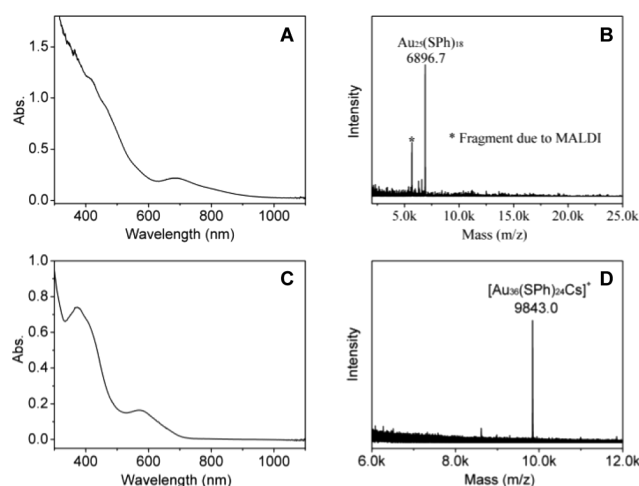 A
1.5
1.0
0.5
0.0
Abs.
400 600 800 1000
Wavelength (nm)
B
Au₂₅(SPh)₁₈
6896.7
*
* Fragment due to MALDI
Intensity
5.0k 10.0k 15.0k 20.0k 25.0k
Mass (m/z)
C
1.0
0.8
0.6
0.4
0.2
0.0
Abs.
400 600 800 1000
Wavelength (nm)
D
[Au₃₆(SPh)₂₄Cs]⁺
9843.0
Intensity
6.0k 8.0k 10.0k 12.0k
Mass (m/z)